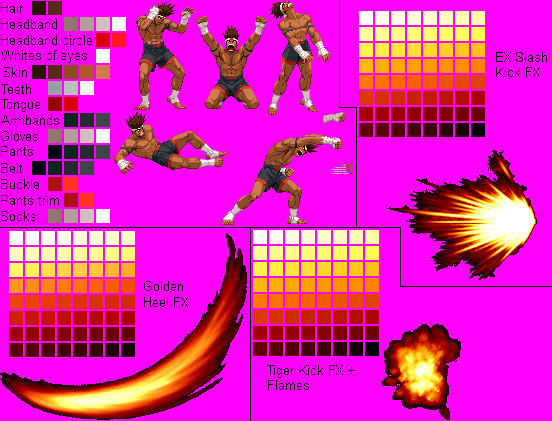 Hair
Headband
Headband circle
Whites of eyes
Skin
Teeth
Tongue
Armbands
Gloves
Pants
Belt
Buckle
Pants trim
Socks
EX Slash
Kick FX
Golden
Heel FX
Tiger Kick FX +
Flames